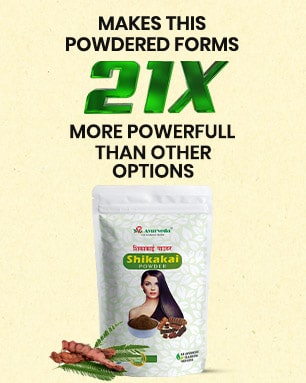 MAKES THIS
POWDERED FORMS
21X
MORE POWERFULL
THAN OTHER
OPTIONS
Ayurveda
शिकाकाई पाउडर
Shikakai
POWDER